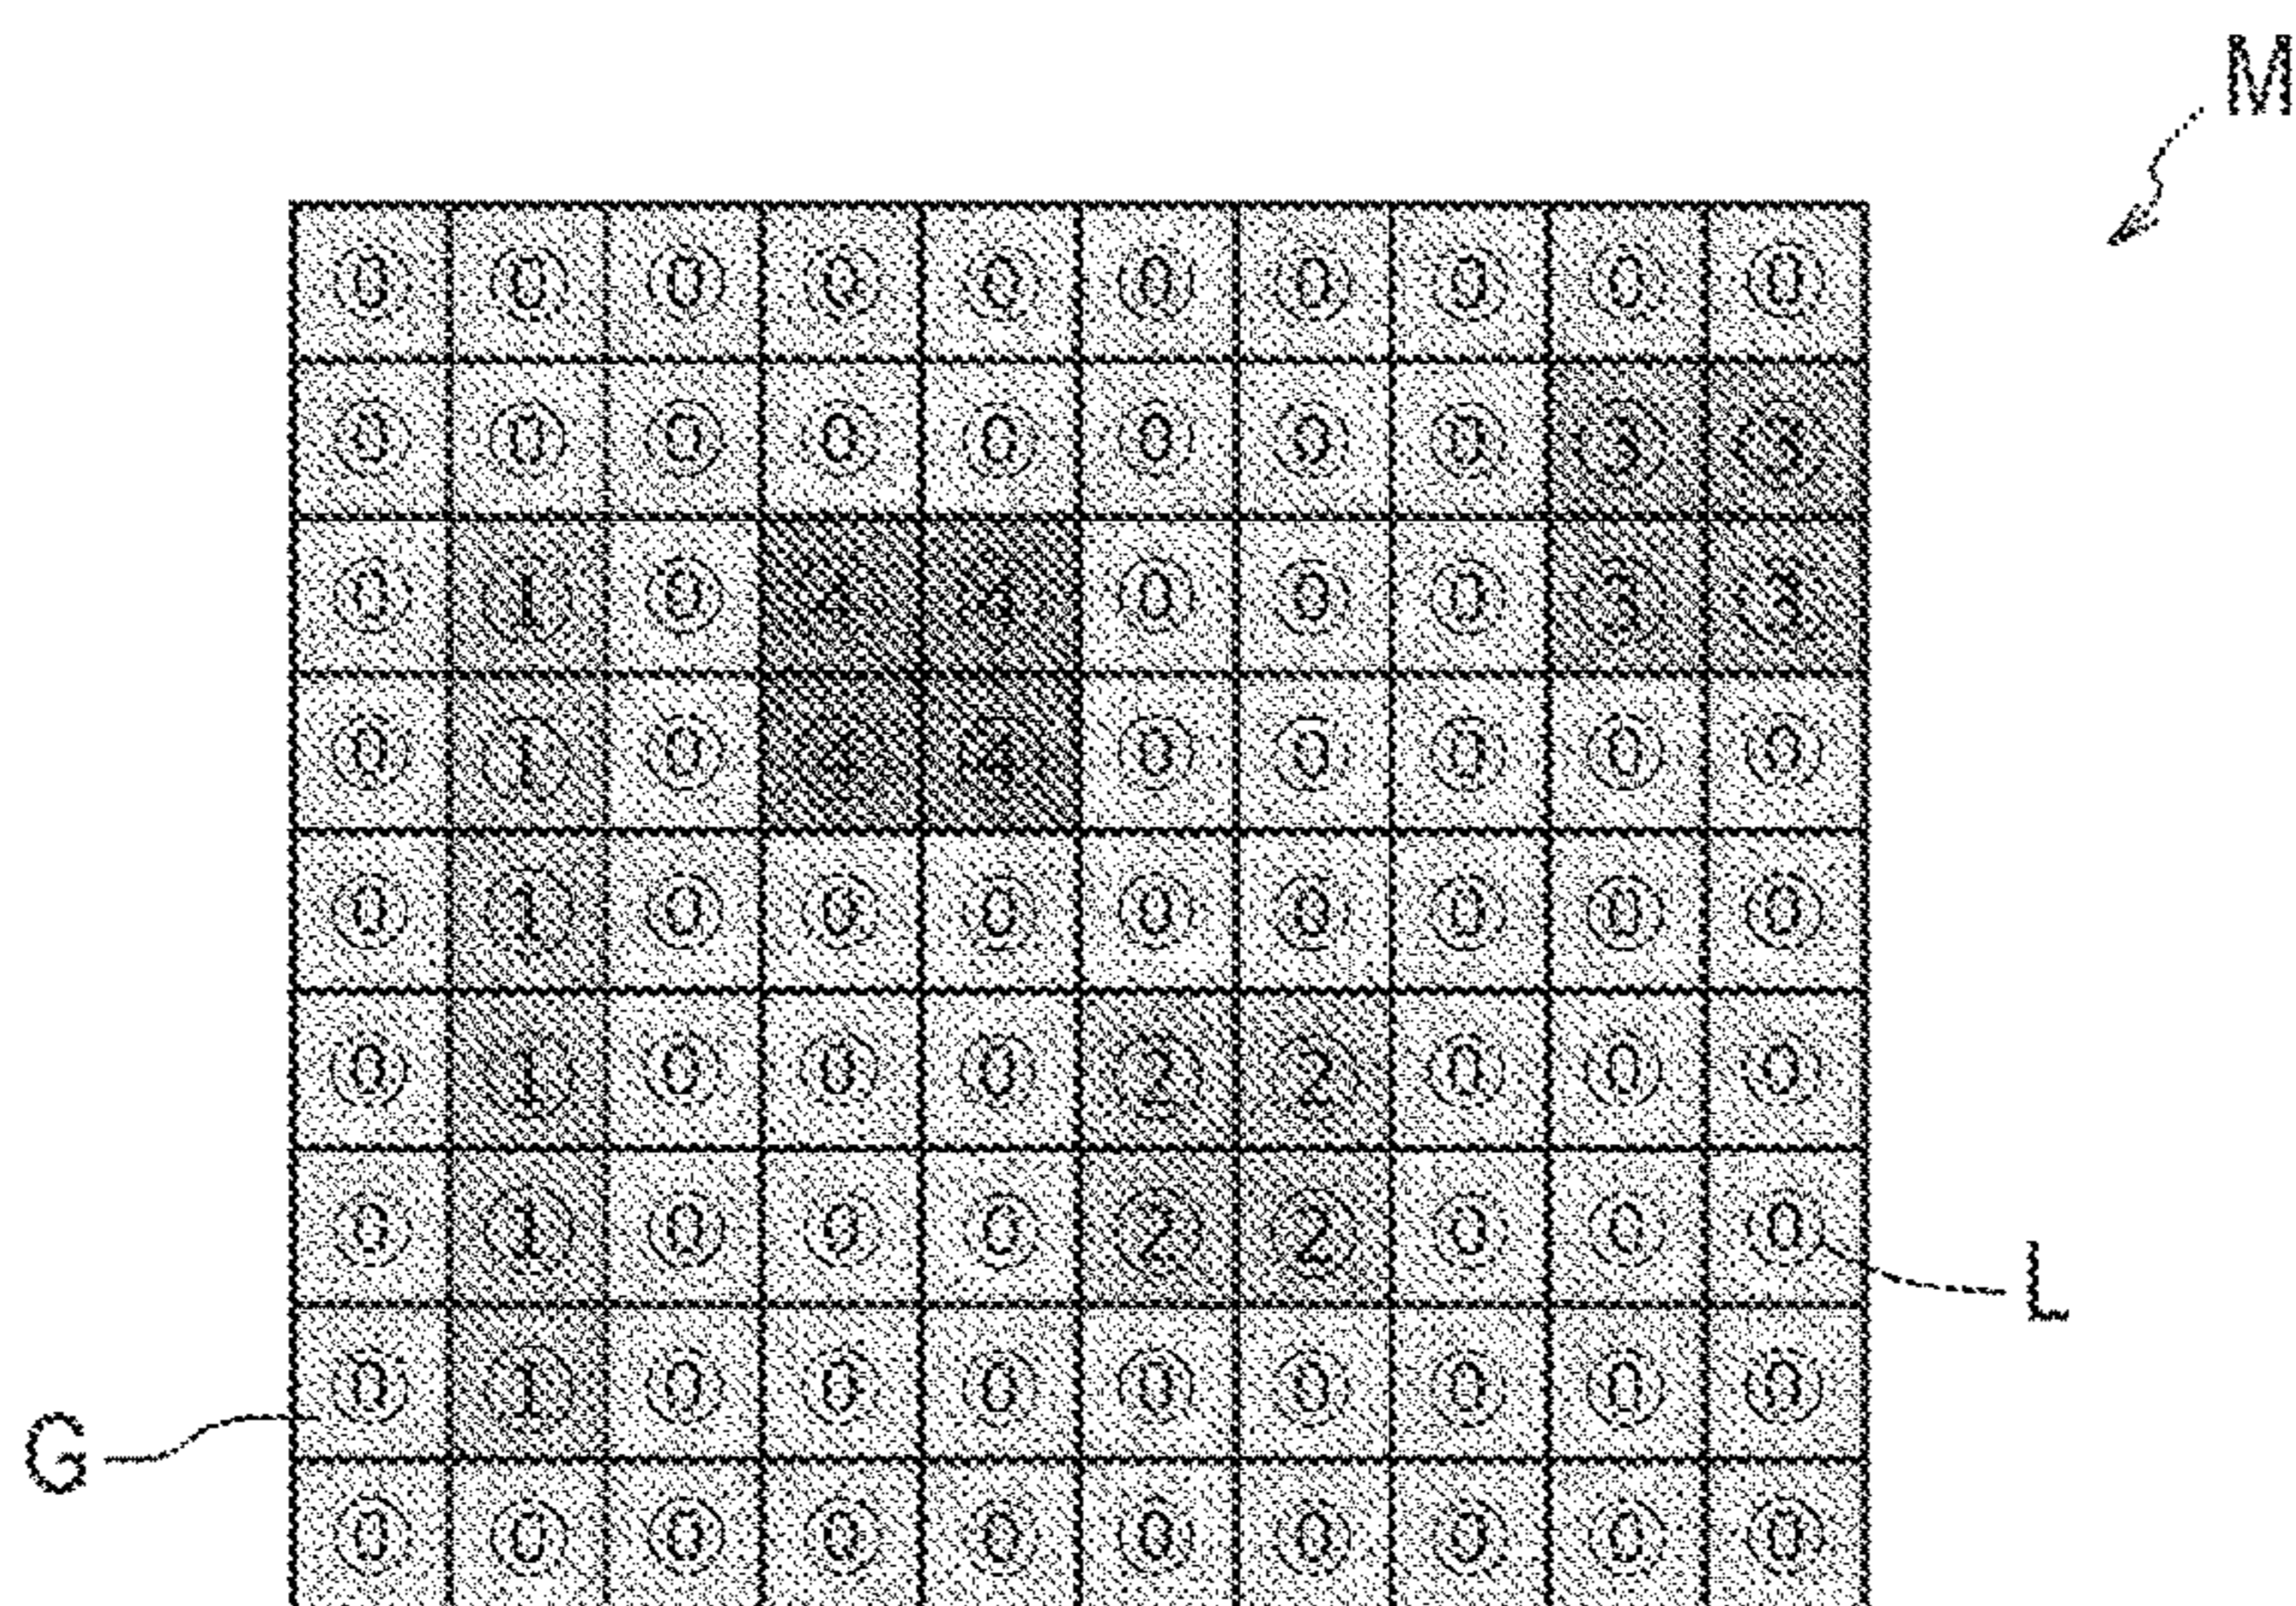 M
0 0 0 0 0 0 0 0 0 0
0 0 0 0 0 0 0 0 3 3
0 1 0 4 4 0 0 0 3 3
0 1 0 4 4 0 0 0 0 0
0 1 0 0 0 0 0 0 0 0
0 1 0 0 0 2 2 0 0 0
0 1 0 0 0 2 2 0 0 0
L
0 1 0 0 0 0 0 0 0 0
G
0 0 0 0 0 0 0 0 0 0